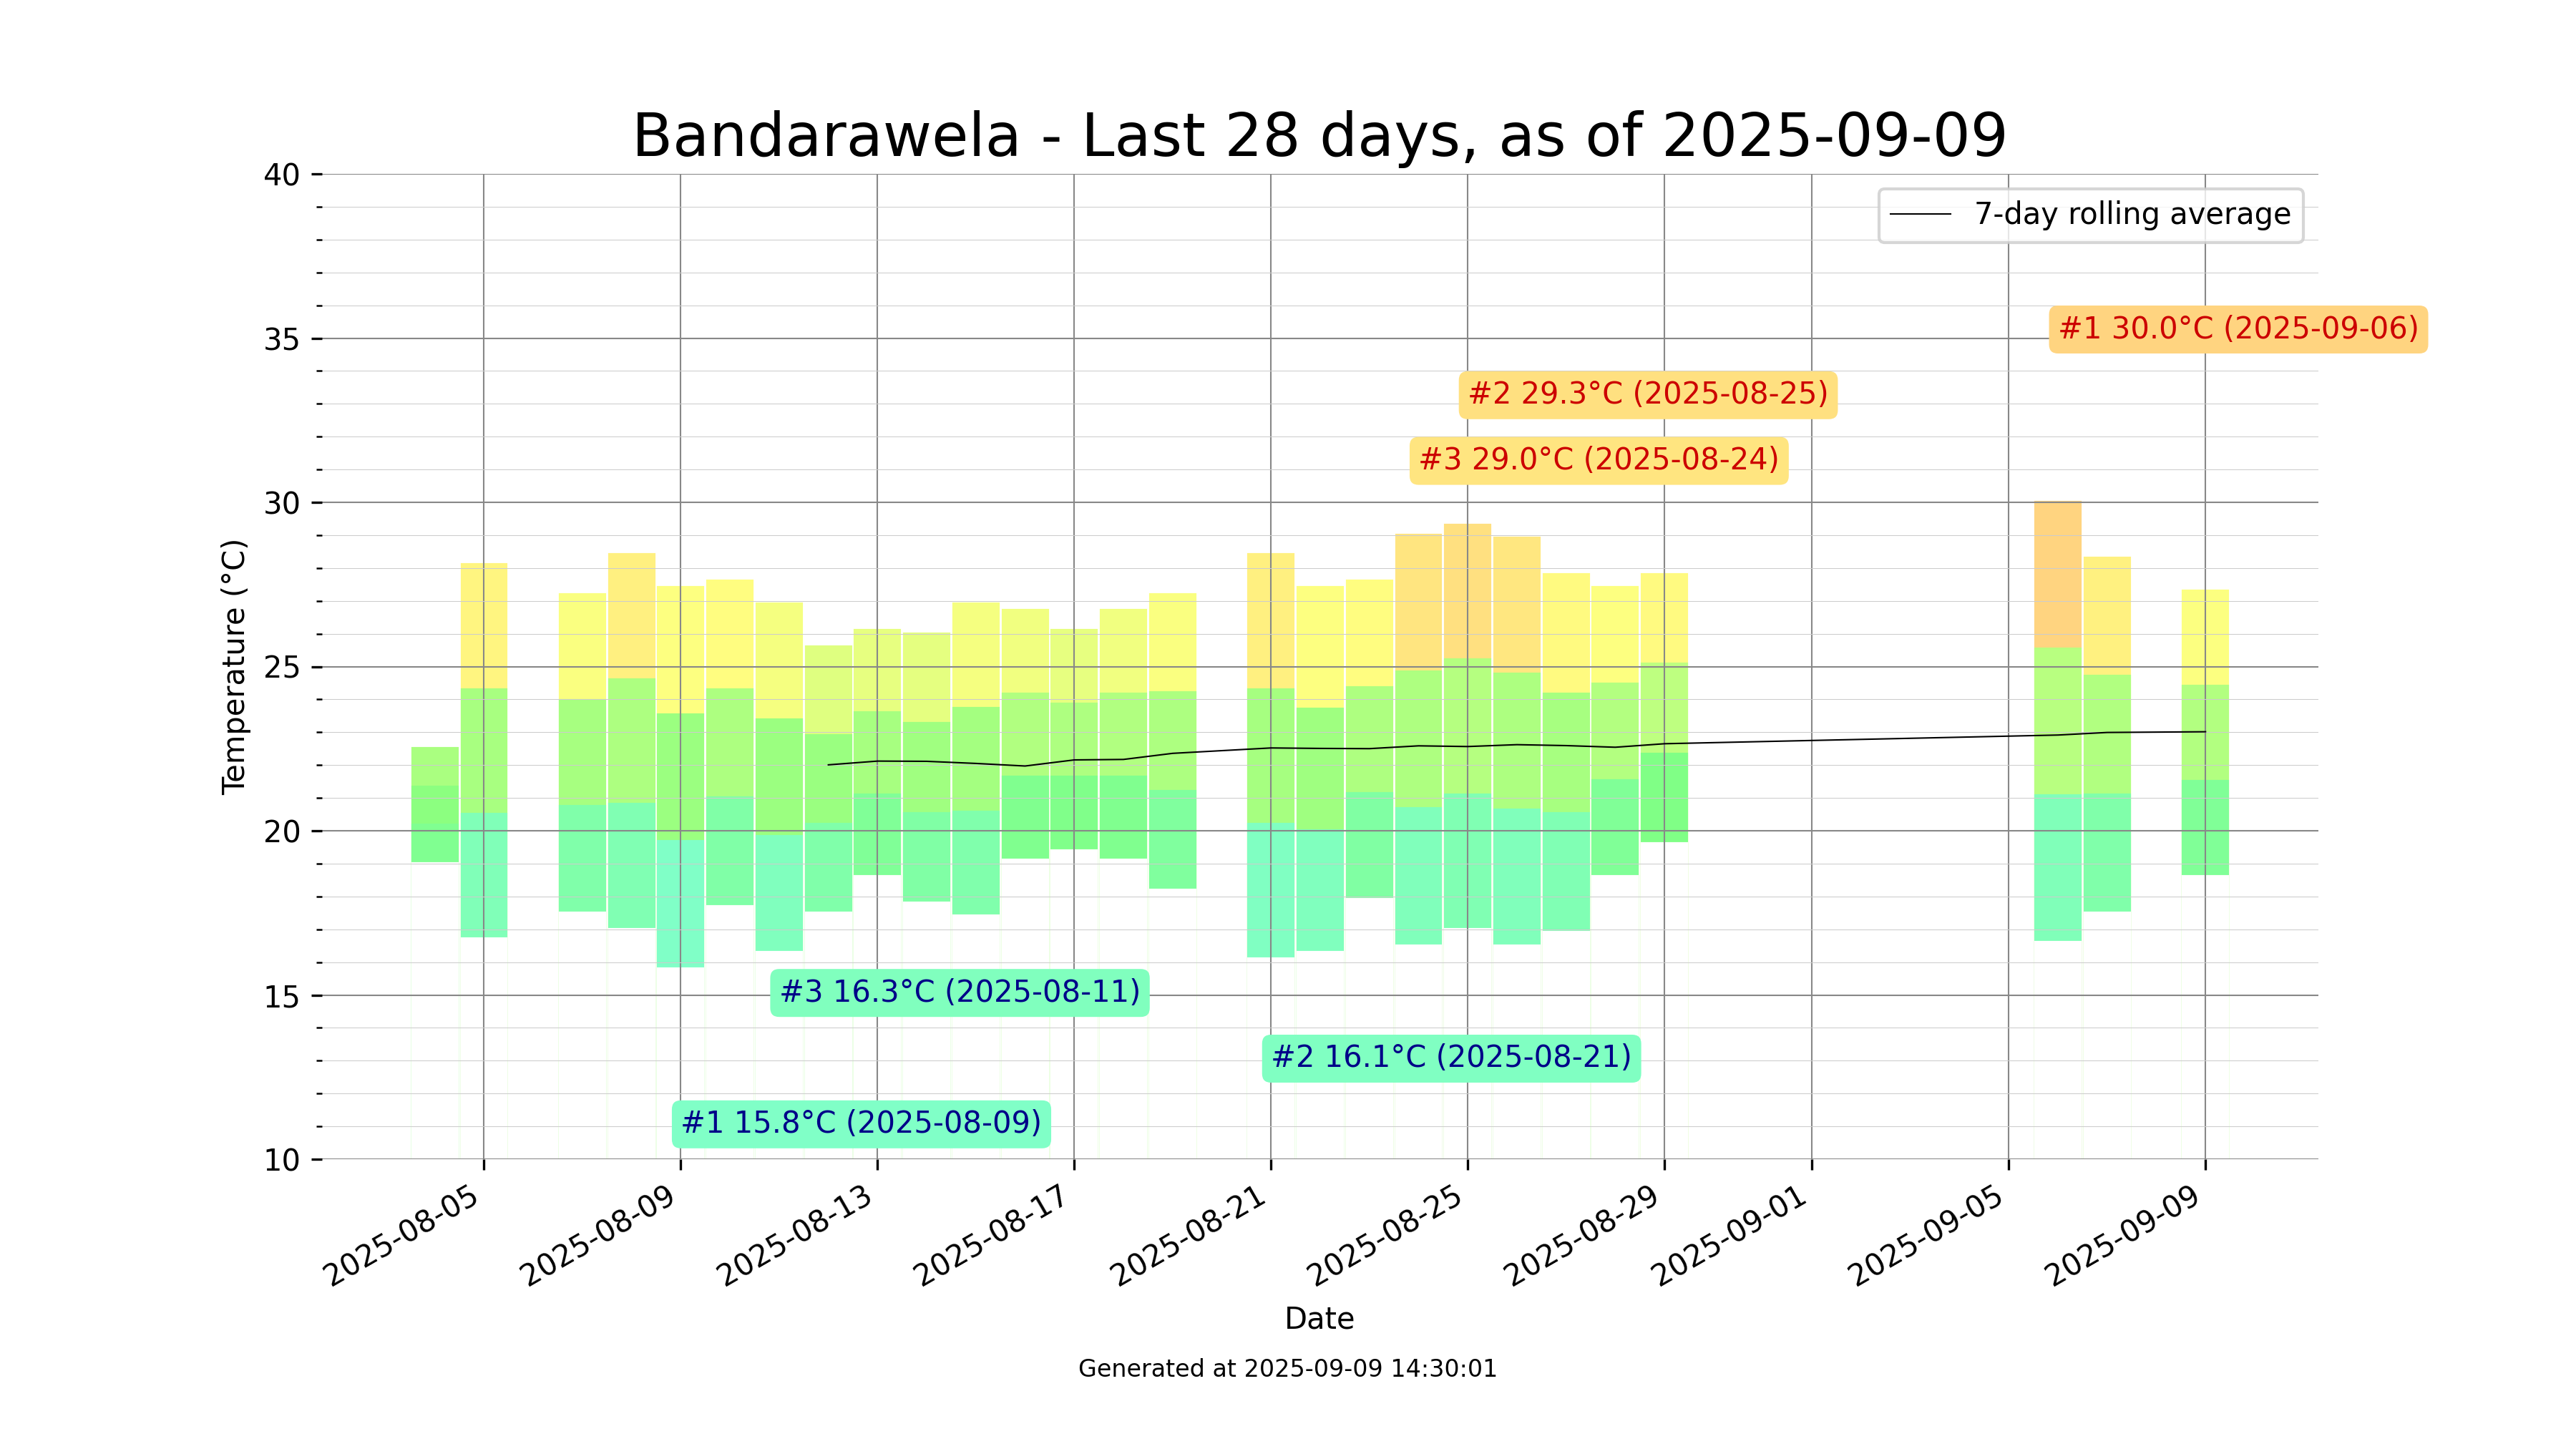 Bandarawela - Last 28 days, as of 2025-09-09
40
7-day rolling average
35
#1 30.0°C (2025-09-06)
#2 29.3°C (2025-08-25)
#3 29.0°C (2025-08-24)
30
Temperature (°C)
25
20
15
#3 16.3°C (2025-08-11)
#2 16.1°C (2025-08-21)
#1 15.8°C (2025-08-09)
10
2025-08-05
2025-08-09
2025-08-13
2025-08-17
2025-08-21
2025-08-25
2025-08-29
2025-09-01
2025-09-05
2025-09-09
Date
Generated at 2025-09-09 14:30:01